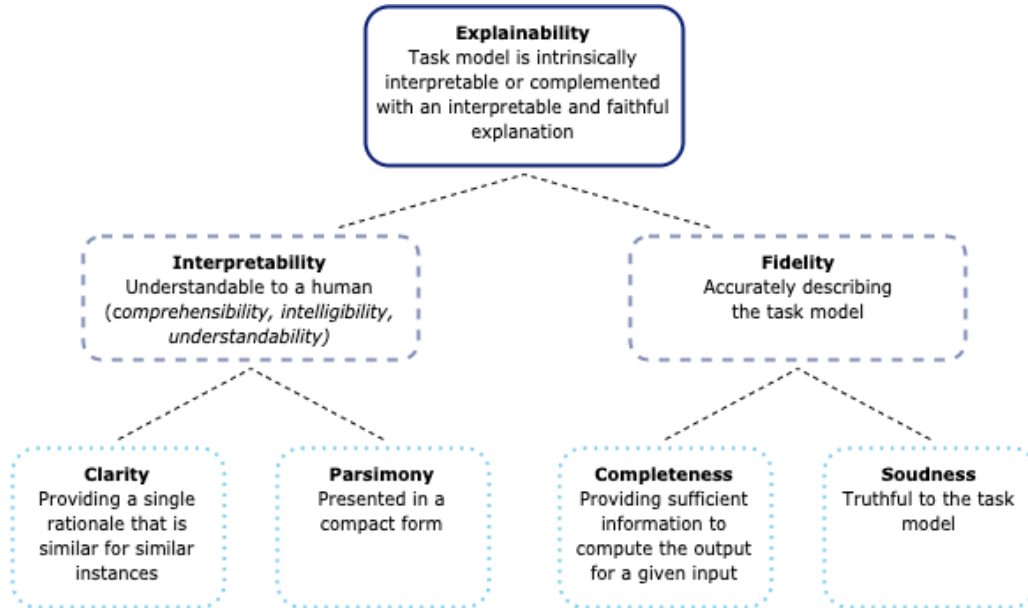 Explainability
Task model is intrinsically
interpretable or complemented
with an interpretable and faithful
explanation
Interpretability
Understandable to a human
(comprehensibility, intelligibility,
understandability)
Fidelity
Accurately describing
the task model
Clarity
Providing a single
rationale that is
similar for similar
instances
Parsimony
Presented in a
compact form
Completeness
Providing sufficient
information to
compute the output
for a given input
Soudness
Truthful to the task
model